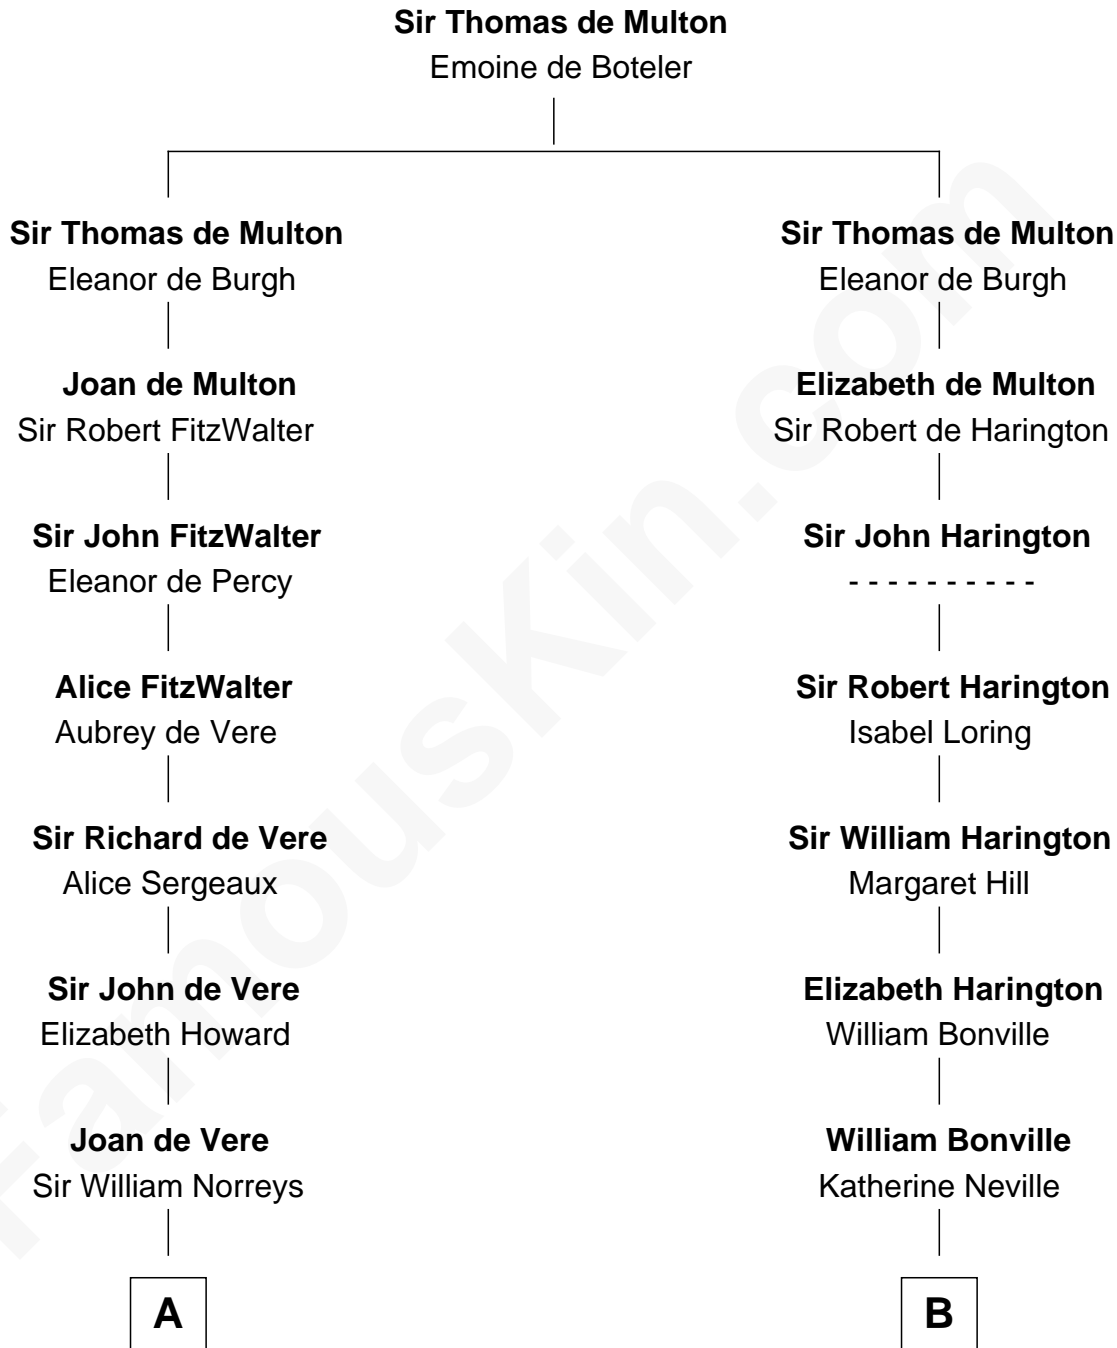 Sir Thomas de Multon
Emoine de Boteler
Sir Thomas de Multon
Eleanor de Burgh
Joan de Multon
Sir Robert FitzWalter
Sir John FitzWalter
Eleanor de Percy
Alice FitzWalter
Aubrey de Vere
Sir Richard de Vere
Alice Sergeaux
Sir John de Vere
Elizabeth Howard
Joan de Vere
Sir William Norreys
A
Sir Thomas de Multon
Eleanor de Burgh
Elizabeth de Multon
Sir Robert de Harington
Sir John Harington
- - - - - - - - - -
Sir Robert Harington
Isabel Loring
Sir William Harington
Margaret Hill
Elizabeth Harington
William Bonville
William Bonville
Katherine Neville
B
FamousKin.com